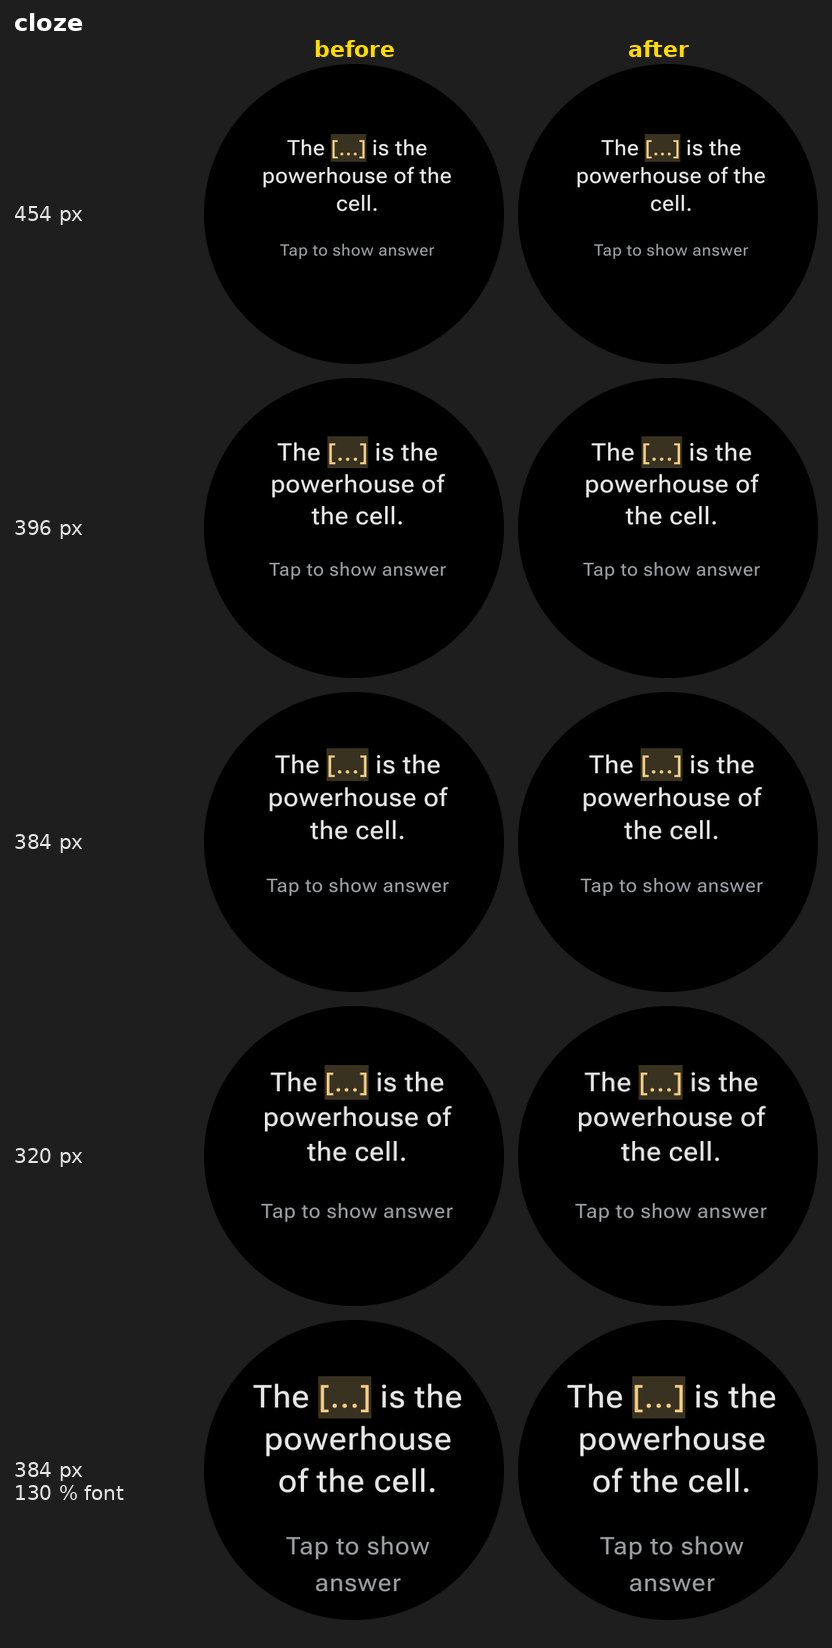 cloze
before after
454 px
The [...] is the
powerhouse of the
cell.
Tap to show answer
The [...] is the
powerhouse of the
cell.
Tap to show answer
396 px
The [...] is the
powerhouse of
the cell.
Tap to show answer
The [...] is the
powerhouse of
the cell.
Tap to show answer
384 px
The [...] is the
powerhouse of
the cell.
Tap to show answer
The [...] is the
powerhouse of
the cell.
Tap to show answer
320 px
The [...] is the
powerhouse of
the cell.
Tap to show answer
The [...] is the
powerhouse of
the cell.
Tap to show answer
384 px
130 % font
The [...] is the
powerhouse
of the cell.
Tap to show
answer
The [...] is the
powerhouse
of the cell.
Tap to show
answer